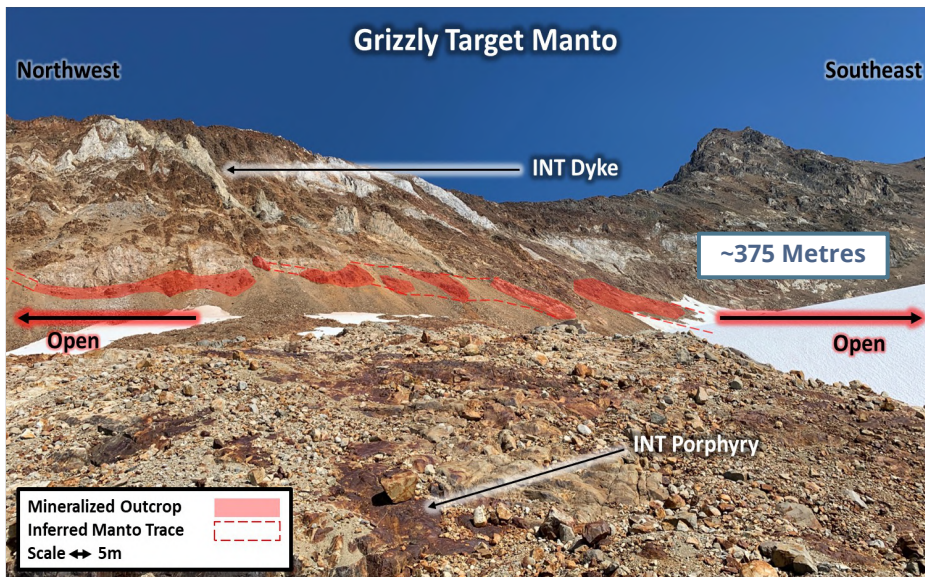 Grizzly Target Manto
Northwest
Southeast
INT Dyke
~375 Metres
Open
Open
INT Porphyry
Mineralized Outcrop
Inferred Manto Trace
Scale ↔ 5m